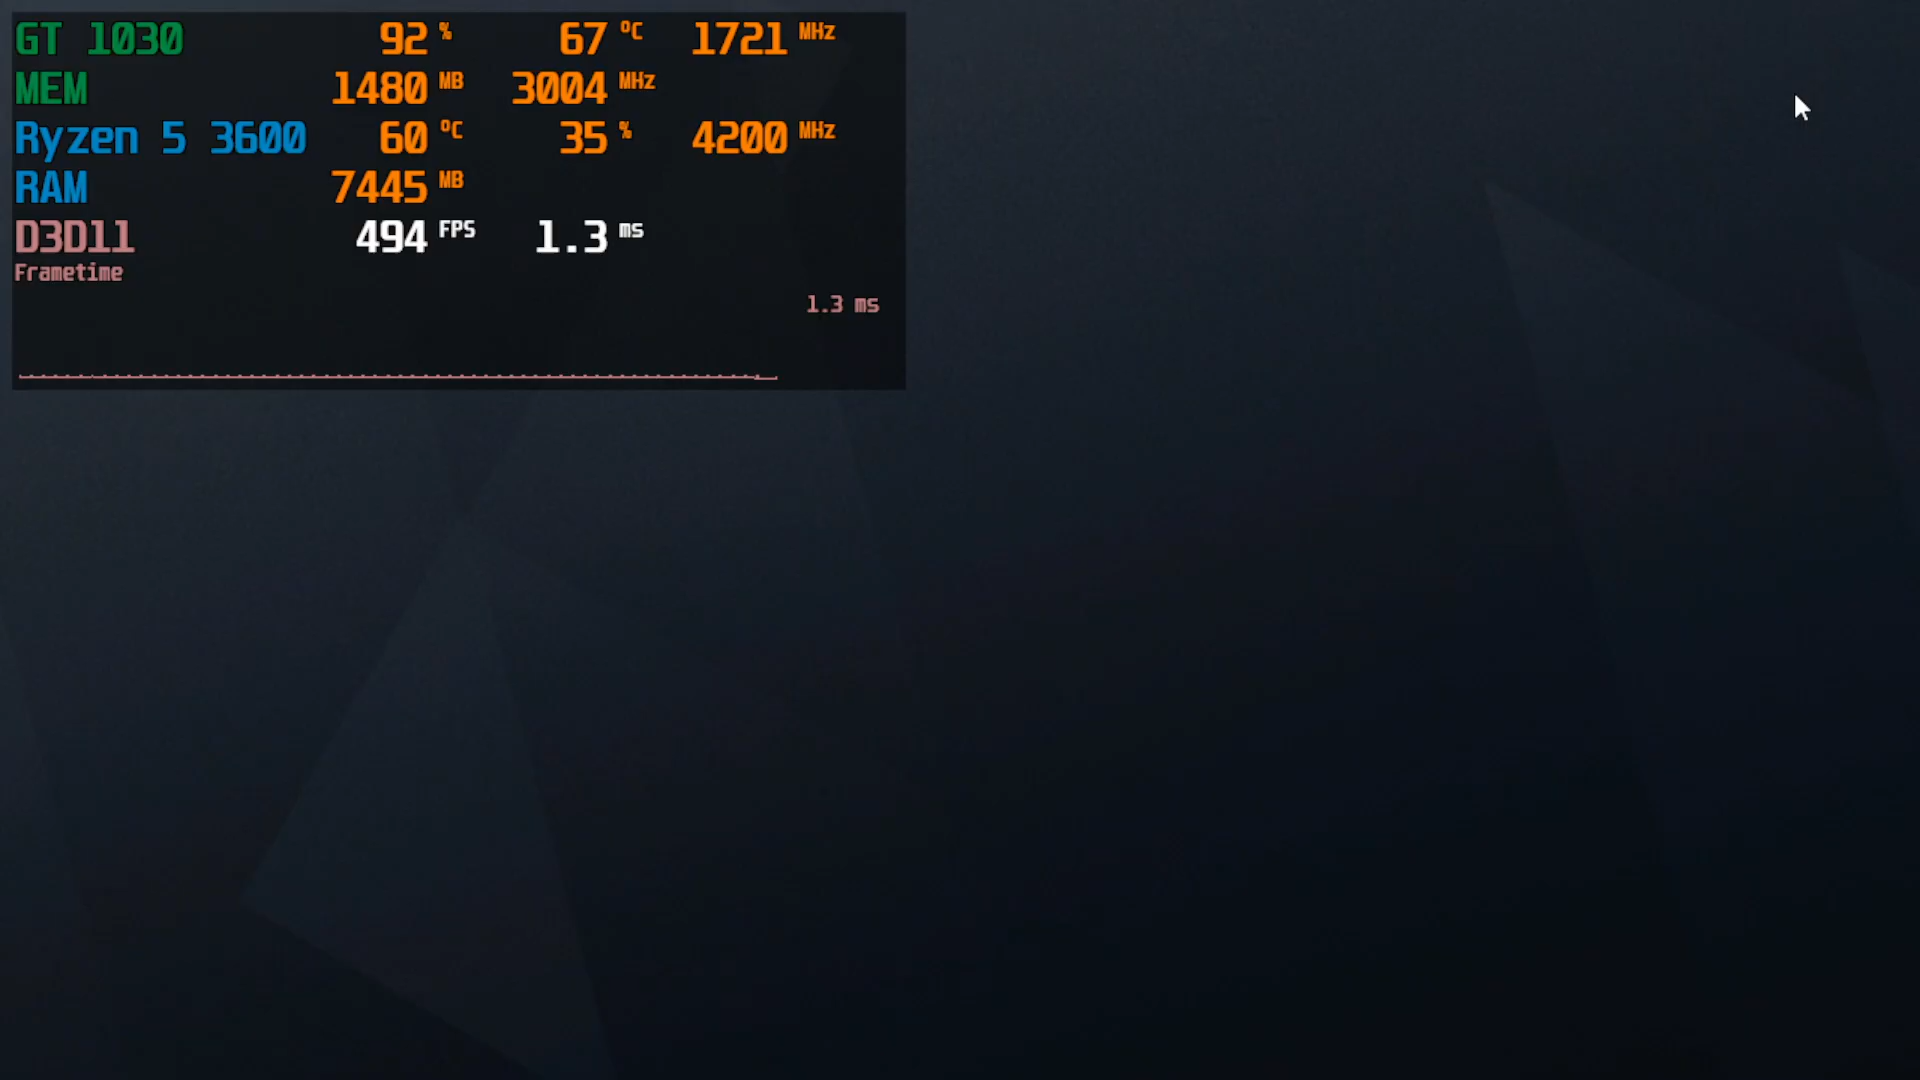 GT 1030 92 % 67 °C 1721 MHz
MEM 1480 MB 3004 MHz
Ryzen 5 3600 60 °C 35 % 4200 MHz
RAM 7445 MB
D3D11 494 FPS 1.3 ms
Frametime
1.3 ms